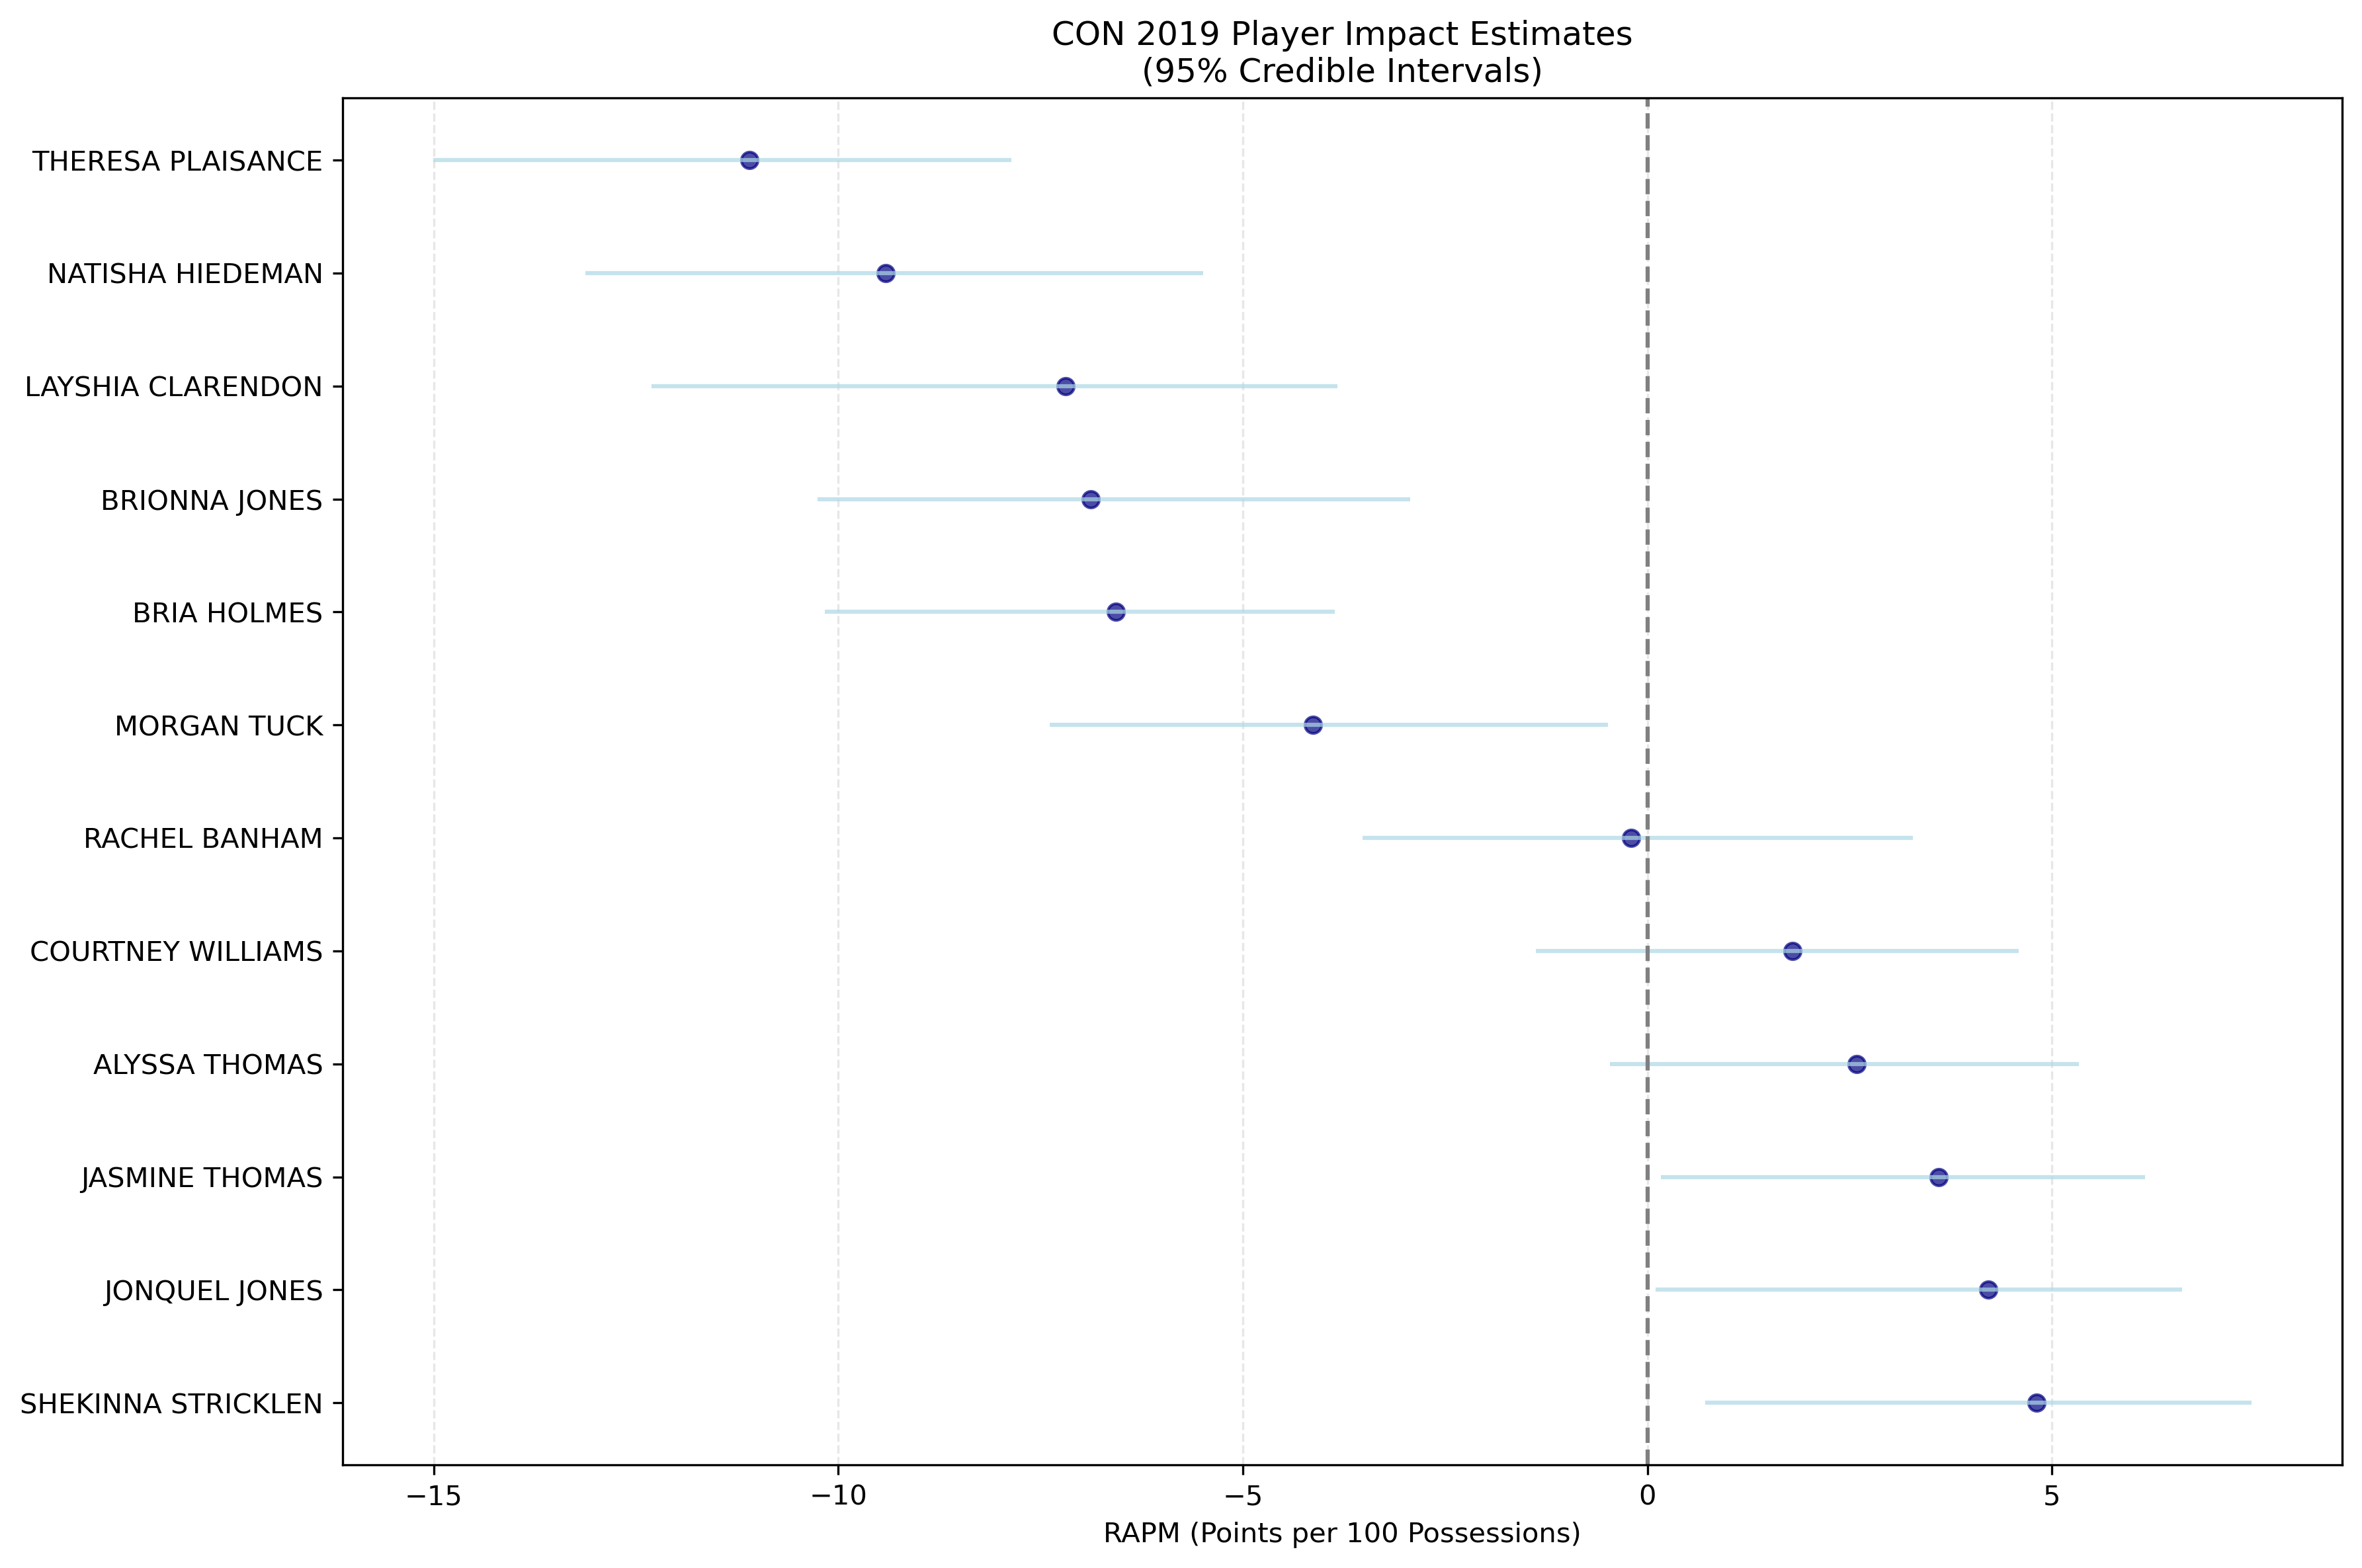 CON 2019 Player Impact Estimates
(95% Credible Intervals)
THERESA PLAISANCE
NATISHA HIEDEMAN
LAYSHIA CLARENDON
BRIONNA JONES
BRIA HOLMES
MORGAN TUCK
RACHEL BANHAM
COURTNEY WILLIAMS
ALYSSA THOMAS
JASMINE THOMAS
JONQUEL JONES
SHEKINNA STRICKLEN
−15 −10 −5 0 5
RAPM (Points per 100 Possessions)